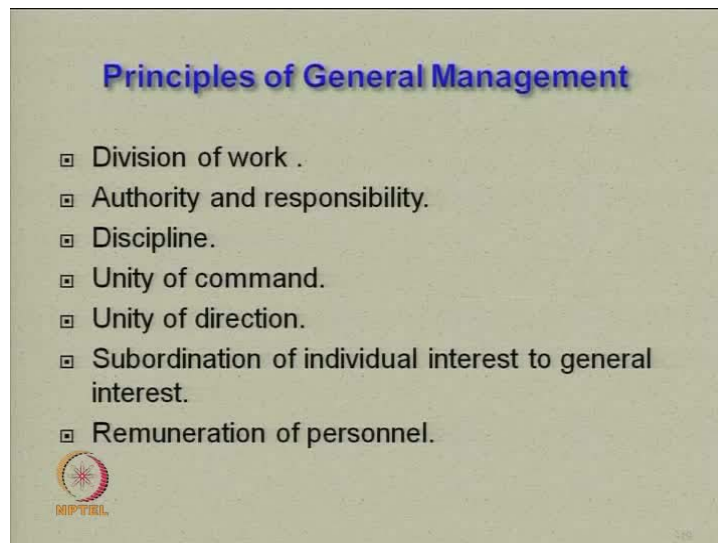 Principles of General Management
Division of work .
Authority and responsibility.
Discipline.
Unity of command.
Unity of direction.
Subordination of individual interest to general
interest.
Remuneration of personnel.
NPTEL